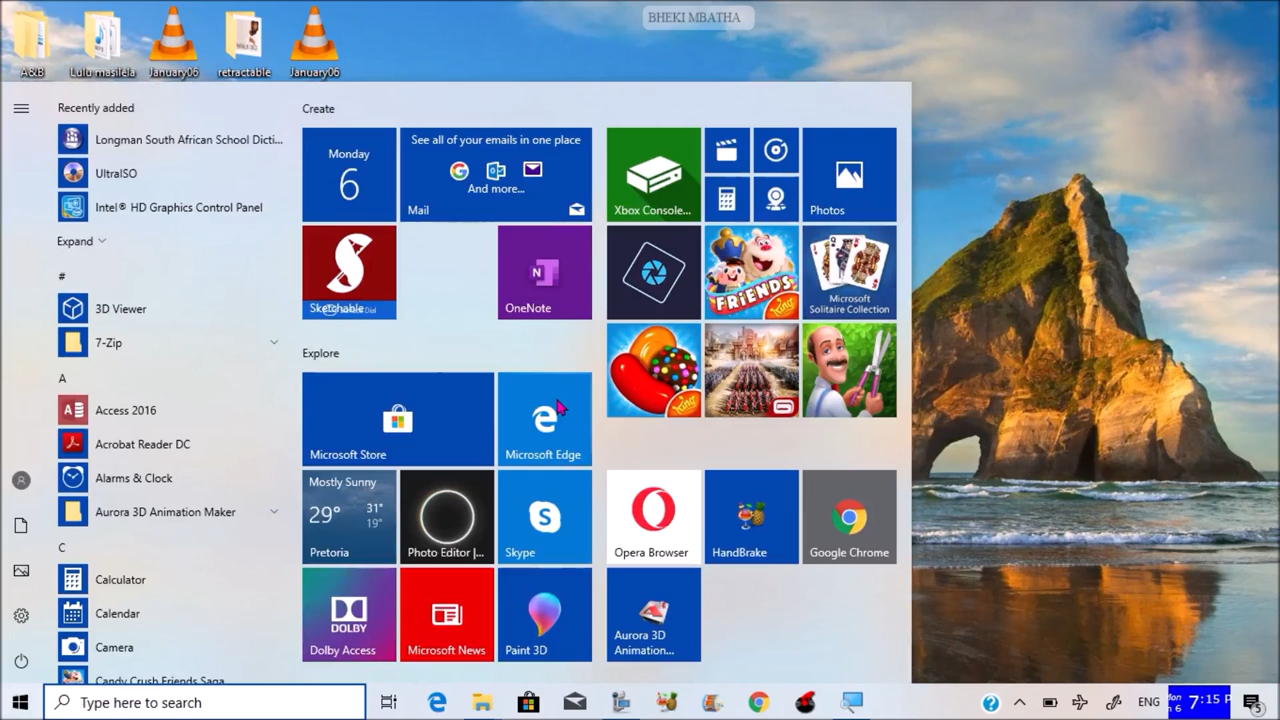 BHEKI MBATHA
A&B
Lulu masilela
January06
retractable
January06
Recently added
Longman South African School Dicti...
UltraISO
Intel® HD Graphics Control Panel
Expand
#
3D Viewer
7-Zip
A
Access 2016
Acrobat Reader DC
Alarms & Clock
Aurora 3D Animation Maker
C
Calculator
Calendar
Camera
Candy Crush Friends Saga
Create
Monday
6
See all of your emails in one place
And more...
Mail
Xbox Console...
Photos
Sketchable
Dial
N
OneNote
FRIENDS
King
Microsoft
Solitaire Collection
Explore
Microsoft Store
Microsoft Edge
King
Mostly Sunny
29°
31°
19°
Pretoria
Photo Editor |...
Skype
Opera Browser
HandBrake
Google Chrome
DOLBY
Dolby Access
Microsoft News
Paint 3D
Aurora 3D
Animation...
Type here to search
ENG
7:15 P
5